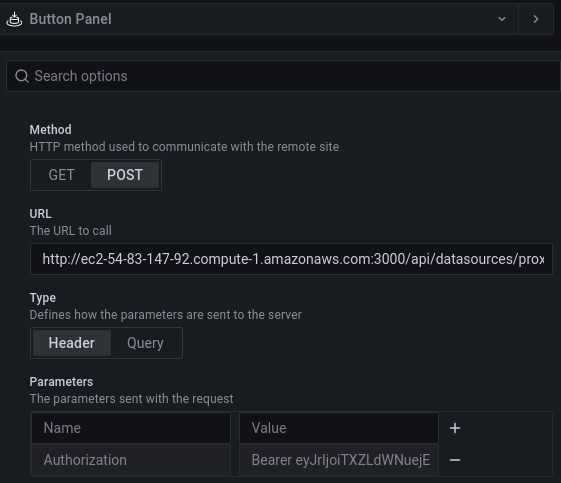 Button Panel
Search options
Method
HTTP method used to communicate with the remote site
GET POST
URL
The URL to call
http://ec2-54-83-147-92.compute-1.amazonaws.com:3000/api/datasources/prox
Type
Defines how the parameters are sent to the server
Header Query
Parameters
The parameters sent with the request
Name Value +
Authorization Bearer eyJrIjoiTXZLdWNuejE −